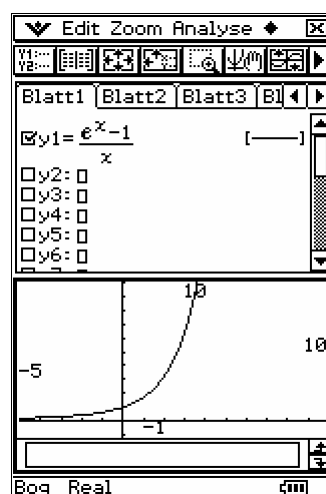 Edit Zoom Analyse
Blatt1 Blatt2 Blatt3 Bl
y1=e^x-1/x [—]
y2:
y3:
y4:
y5:
y6:
10
10
-5
-1
Bog Real